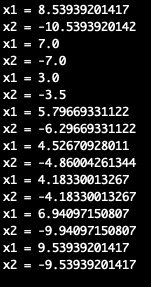 x1 = 8.53939201417
x2 = -10.5393920142
x1 = 7.0
x2 = -7.0
x1 = 3.0
x2 = -3.5
x1 = 5.79669331122
x2 = -6.29669331122
x1 = 4.52670928011
x2 = -4.86004261344
x1 = 4.18330013267
x2 = -4.18330013267
x1 = 6.94097150807
x2 = -9.94097150807
x1 = 9.53939201417
x2 = -9.53939201417